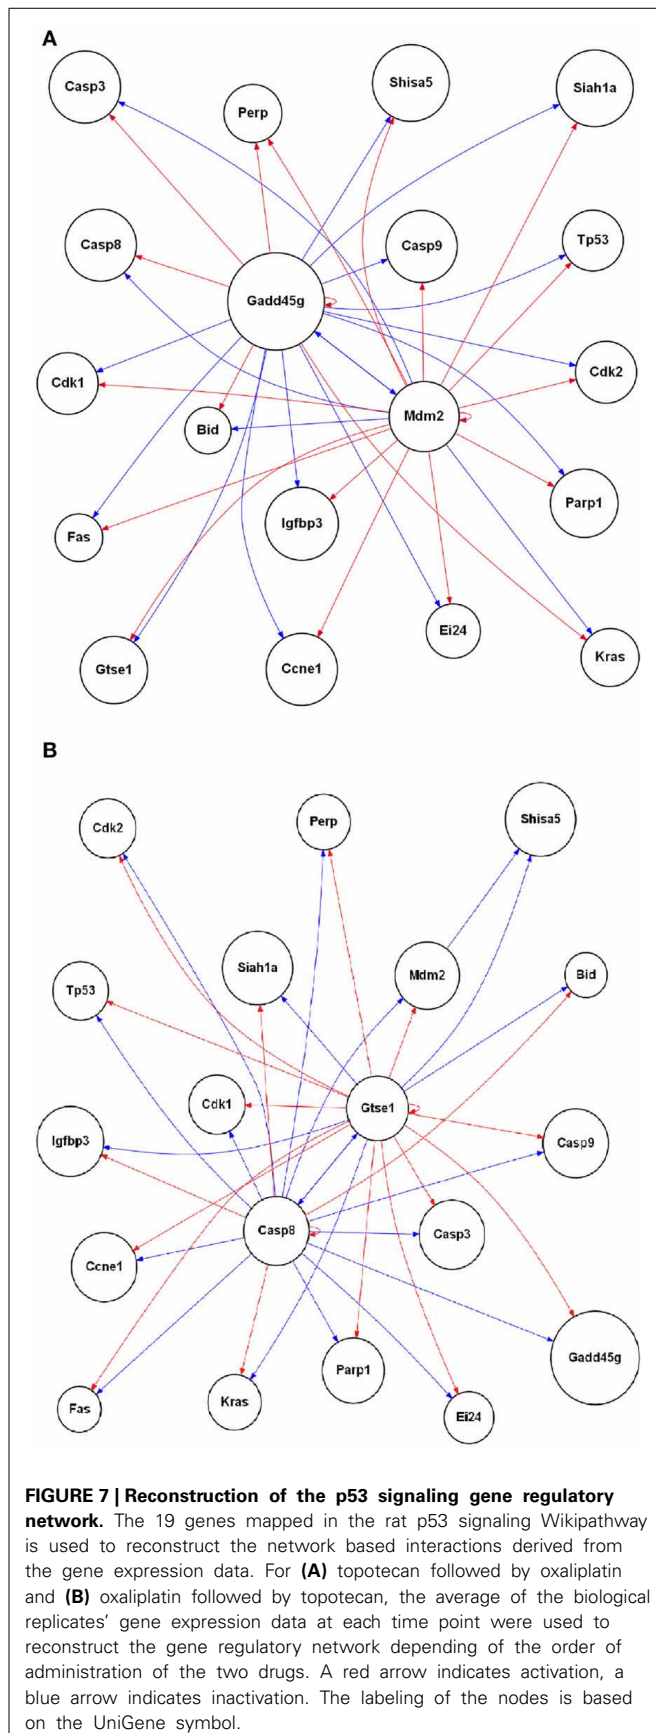 A
Casp3
Perp
Shisa5
Siah1a
Casp8
Casp9
Tp53
Gadd45g
Cdk1
Cdk2
Mdm2
Bid
Parp1
Fas
Igfbp3
Ei24
Gtse1
Ccne1
Kras
B
Cdk2
Perp
Shisa5
Siah1a
Mdm2
Bid
Tp53
Cdk1
Gtse1
Igfbp3
Casp9
Casp8
Casp3
Ccne1
Gadd45g
Parp1
Fas
Kras
Ei24
FIGURE 7 | Reconstruction of the p53 signaling gene regulatory
network. The 19 genes mapped in the rat p53 signaling Wikipathway
is used to reconstruct the network based interactions derived from
the gene expression data. For (A) topotecan followed by oxaliplatin
and (B) oxaliplatin followed by topotecan, the average of the biological
replicates’ gene expression data at each time point were used to
reconstruct the gene regulatory network depending of the order of
administration of the two drugs. A red arrow indicates activation, a
blue arrow indicates inactivation. The labeling of the nodes is based
on the UniGene symbol.